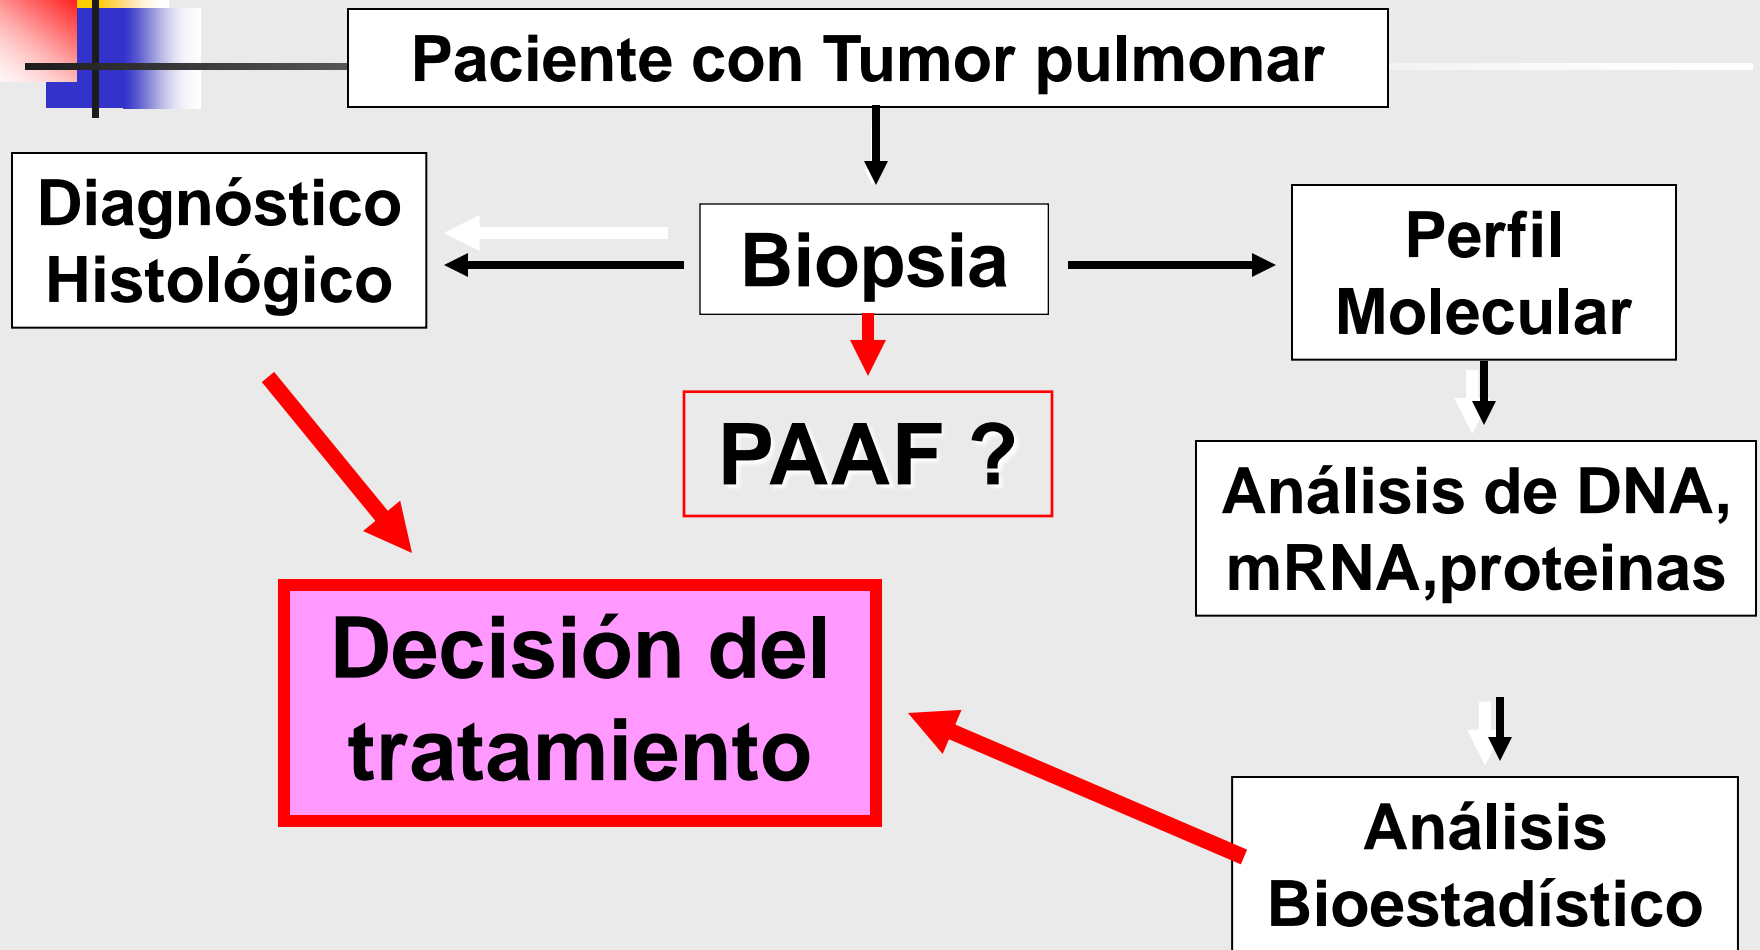 Paciente con Tumor pulmonar
Diagnóstico
Histológico
Biopsia
Perfil
Molecular
PAAF ?
Análisis de DNA,
mRNA,proteinas
Decisión del
tratamiento
Análisis
Bioestadístico